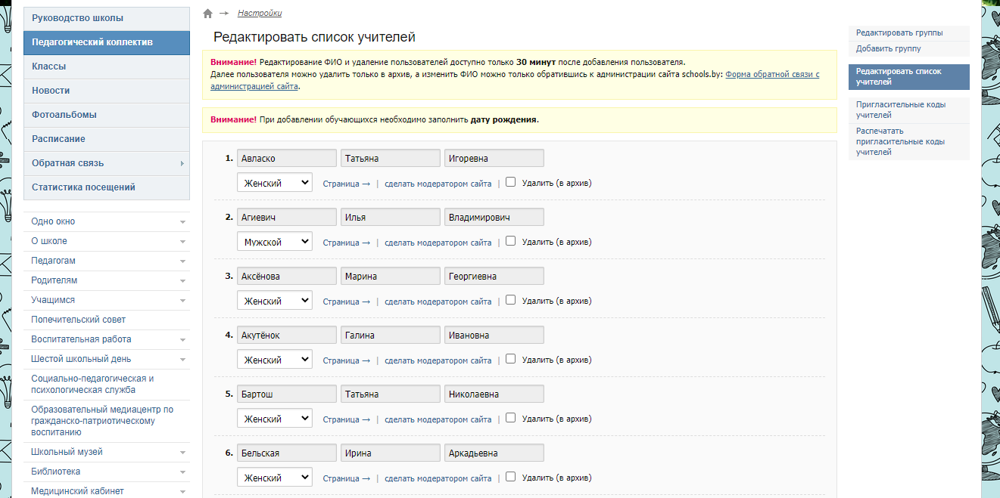 Руководство школы
Педагогический коллектив
Классы
Новости
Фотоальбомы
Расписание
Обратная связь
Статистика посещений
Одно окно
О школе
Педагогам
Родителям
Учащимся
Попечительский совет
Воспитательная работа
Шестой школьный день
Социально-педагогическая и
психологическая служба
Образовательный медиацентр по
гражданско-патриотическому
воспитанию
Школьный музей
Библиотека
Медицинский кабинет
→ Настройки
Редактировать список учителей
Внимание! Редактирование ФИО и удаление пользователей доступно только 30 минут после добавления пользователя.
Далее пользователя можно удалить только в архив, а изменить ФИО можно только обратившись к администрации сайта schools.by: Форма обратной связи с
администрацией сайта.
Внимание! При добавлении обучающихся необходимо заполнить дату рождения.
1. Авласко Татьяна Игоревна
Женский Страница → | сделать модератором сайта | Удалить (в архив)
2. Агиевич Илья Владимирович
Мужской Страница → | сделать модератором сайта | Удалить (в архив)
3. Аксёнова Марина Георгиевна
Женский Страница → | сделать модератором сайта | Удалить (в архив)
4. Акутёнок Галина Ивановна
Женский Страница → | сделать модератором сайта | Удалить (в архив)
5. Бартош Татьяна Николаевна
Женский Страница → | сделать модератором сайта | Удалить (в архив)
6. Бельская Ирина Аркадьевна
Женский Страница → | сделать модератором сайта | Удалить (в архив)
Редактировать группы
Добавить группу
Редактировать список
учителей
Пригласительные коды
учителей
Распечатать
пригласительные коды
учителей